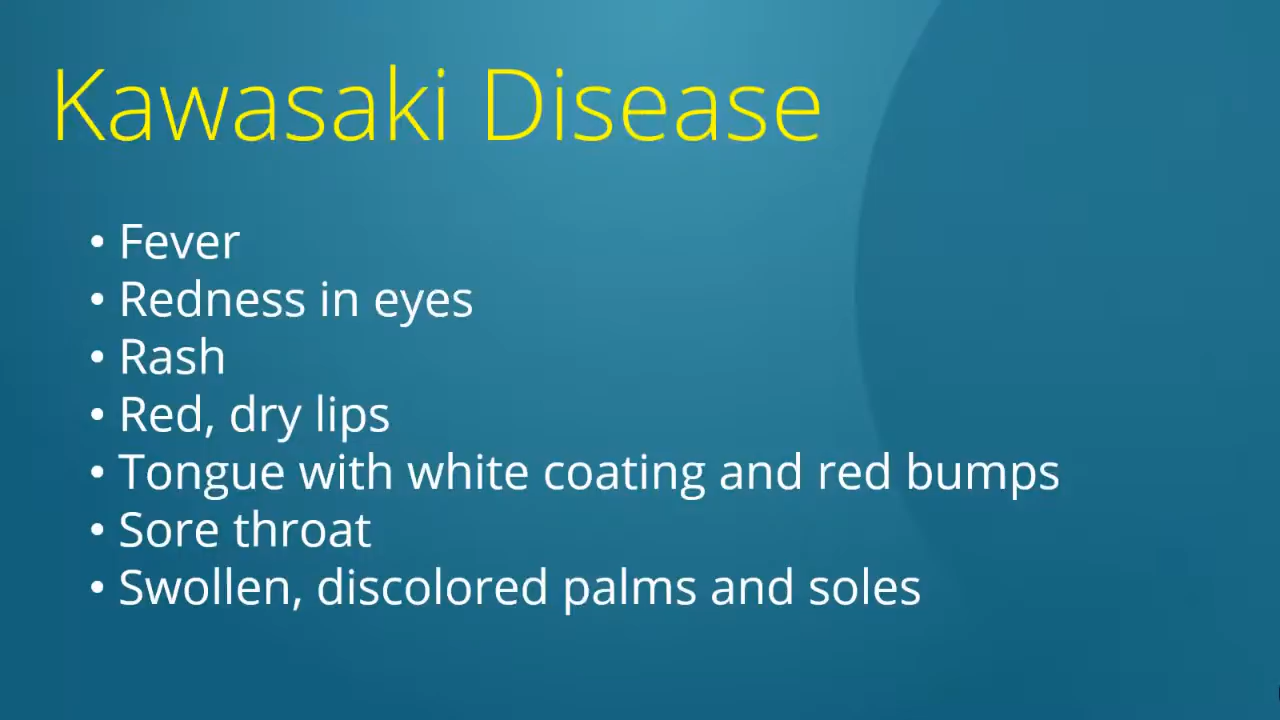 Kawasaki Disease
• Fever
• Redness in eyes
• Rash
• Red, dry lips
• Tongue with white coating and red bumps
• Sore throat
• Swollen, discolored palms and soles